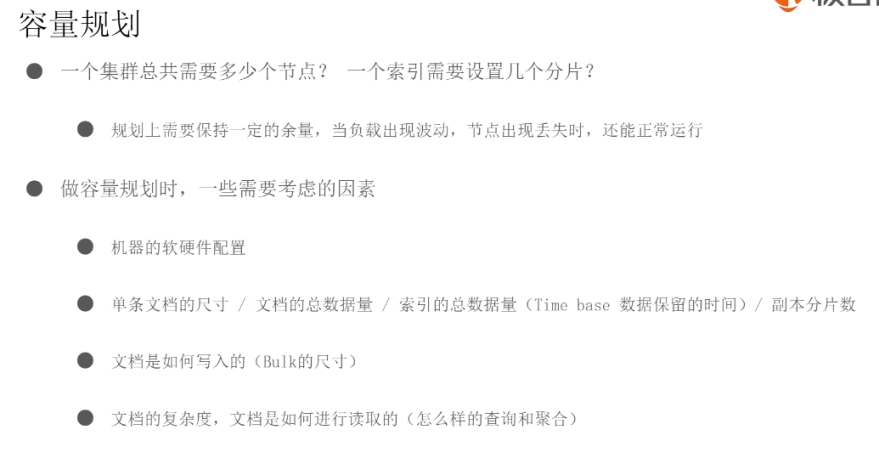 容量规划
一个集群总共需要多少个节点? 一个索引需要设置几个分片?
规划上需要保持一定的余量，当负载出现波动，节点出现丢失时，还能正常运行
做容量规划时，一些需要考虑的因素
机器的软硬件配置
单条文档的尺寸 / 文档的总数据量 / 索引的总数据量（Time base 数据保留的时间）/ 副本分片数
文档是如何写入的（Bulk的尺寸）
文档的复杂度，文档是如何进行读取的（怎么样的查询和聚合）